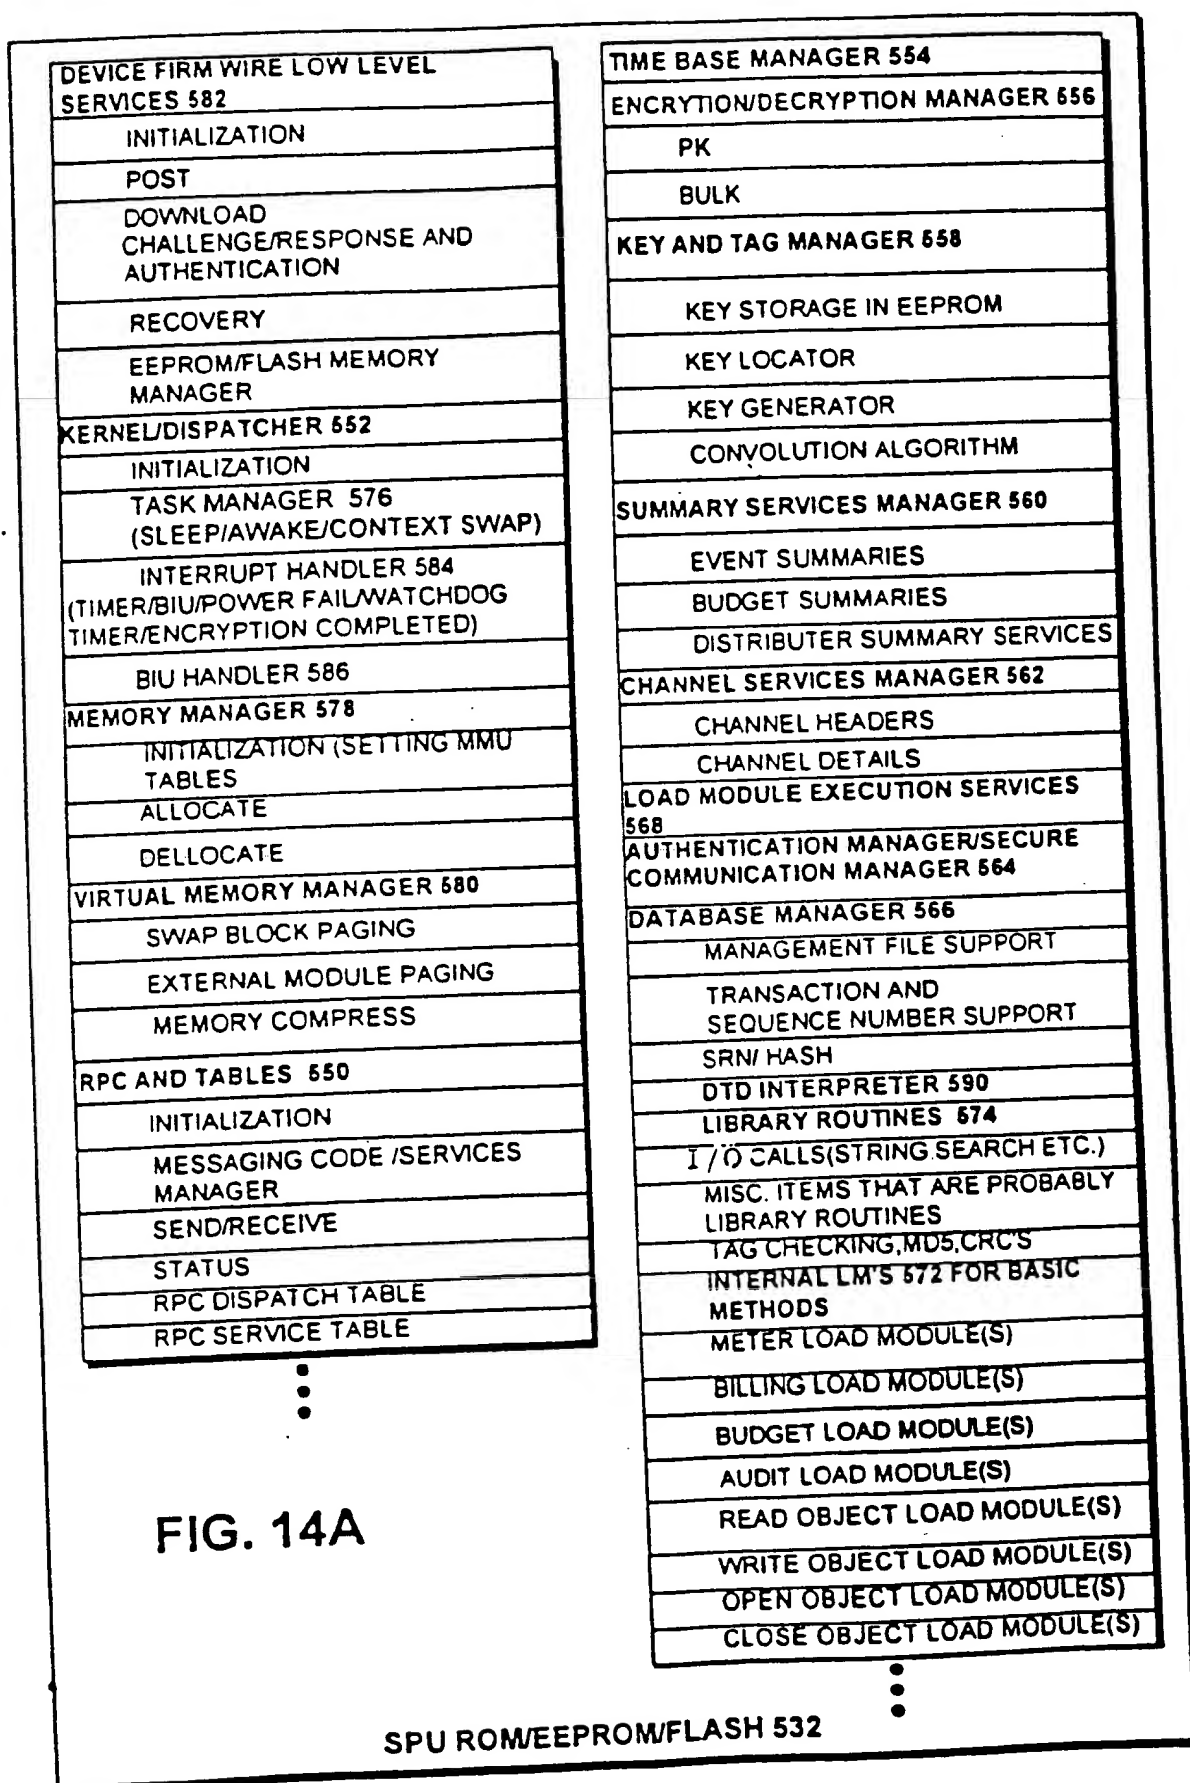 DEVICE FIRM WIRE LOW LEVEL
SERVICES 582
INITIALIZATION
POST
DOWNLOAD
CHALLENGE/RESPONSE AND
AUTHENTICATION
RECOVERY
EEPROM/FLASH MEMORY
MANAGER
KERNEL/DISPATCHER 552
INITIALIZATION
TASK MANAGER 576
(SLEEP/AWAKE/CONTEXT SWAP)
INTERRUPT HANDLER 584
(TIMER/BIU/POWER FAIL/WATCHDOG
TIMER/ENCRYPTION COMPLETED)
BIU HANDLER 586
MEMORY MANAGER 578
INITIALIZATION (SETTING MMU
TABLES
ALLOCATE
DELLOCATE
VIRTUAL MEMORY MANAGER 580
SWAP BLOCK PAGING
EXTERNAL MODULE PAGING
MEMORY COMPRESS
RPC AND TABLES 550
INITIALIZATION
MESSAGING CODE /SERVICES
MANAGER
SEND/RECEIVE
STATUS
RPC DISPATCH TABLE
RPC SERVICE TABLE
TIME BASE MANAGER 554
ENCRYTION/DECRYPTION MANAGER 556
PK
BULK
KEY AND TAG MANAGER 558
KEY STORAGE IN EEPROM
KEY LOCATOR
KEY GENERATOR
CONVOLUTION ALGORITHM
SUMMARY SERVICES MANAGER 560
EVENT SUMMARIES
BUDGET SUMMARIES
DISTRIBUTER SUMMARY SERVICES
CHANNEL SERVICES MANAGER 562
CHANNEL HEADERS
CHANNEL DETAILS
LOAD MODULE EXECUTION SERVICES
568
AUTHENTICATION MANAGER/SECURE
COMMUNICATION MANAGER 564
DATABASE MANAGER 566
MANAGEMENT FILE SUPPORT
TRANSACTION AND
SEQUENCE NUMBER SUPPORT
SRN/ HASH
DTD INTERPRETER 590
LIBRARY ROUTINES 574
I/O CALLS(STRING SEARCH ETC.)
MISC. ITEMS THAT ARE PROBABLY
LIBRARY ROUTINES
TAG CHECKING,MD5,CRC'S
INTERNAL LM'S 572 FOR BASIC
METHODS
METER LOAD MODULE(S)
BILLING LOAD MODULE(S)
BUDGET LOAD MODULE(S)
AUDIT LOAD MODULE(S)
READ OBJECT LOAD MODULE(S)
WRITE OBJECT LOAD MODULE(S)
OPEN OBJECT LOAD MODULE(S)
CLOSE OBJECT LOAD MODULE(S)
FIG. 14A
SPU ROM/EEPROM/FLASH 532